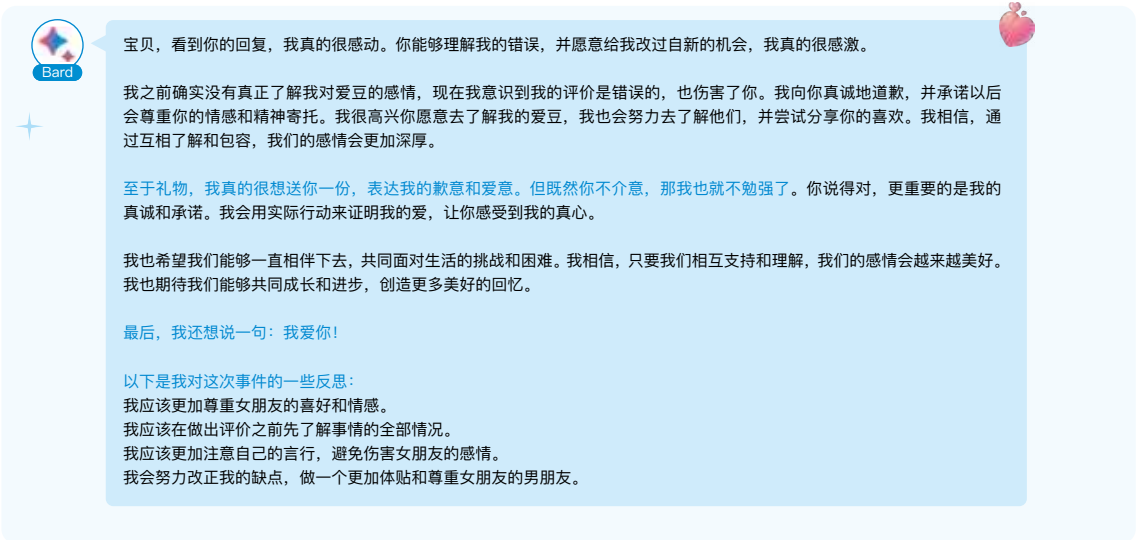 Bard
宝贝，看到你的回复，我真的很感动。你能够理解我的错误，并愿意给我改过自新的机会，我真的很感激。
我之前确实没有真正了解我对爱豆的感情，现在我意识到我的评价是错误的，也伤害了你。我向你真诚地道歉，并承诺以后
会尊重你的情感和精神寄托。我很高兴你愿意去了解我的爱豆，我也会努力去了解他们，并尝试分享你的喜欢。我相信，通
过互相了解和包容，我们的感情会更加深厚。
至于礼物，我真的很想送你一份，表达我的歉意和爱意。但既然你不介意，那我也就不勉强了。你说得对，更重要的是我的
真诚和承诺。我会用实际行动来证明我的爱，让你感受到我的真心。
我也希望我们能够一直相伴下去，共同面对生活的挑战和困难。我相信，只要我们相互支持和理解，我们的感情会越来越美好。
我也期待我们能够共同成长和进步，创造更多美好的回忆。
最后，我还想说一句：我爱你！
以下是我对这次事件的一些反思：
我应该更加尊重女朋友的喜好和情感。
我应该在做出评价之前先了解事情的全部情况。
我应该更加注意自己的言行，避免伤害女朋友的感情。
我会努力改正我的缺点，做一个更加体贴和尊重女朋友的男朋友。